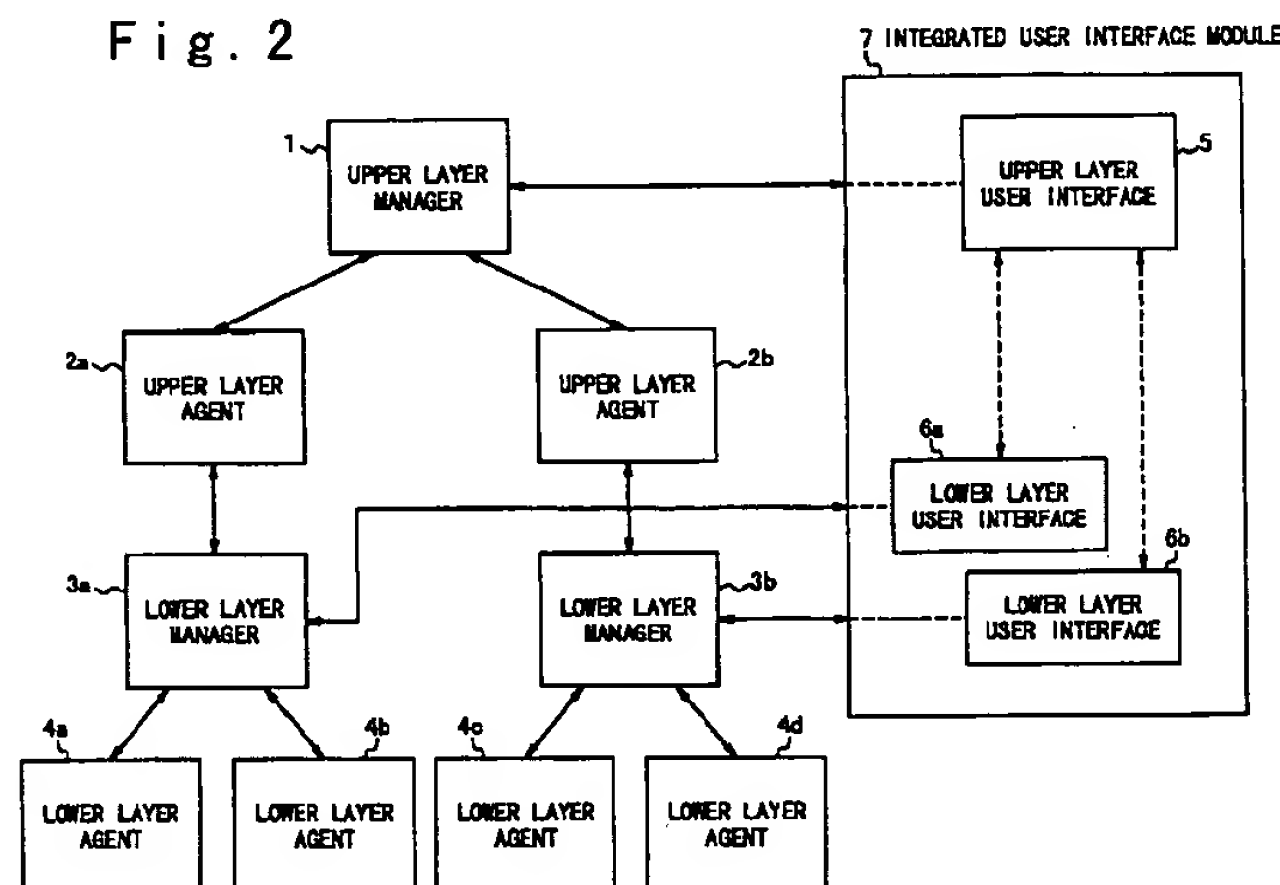 Fig. 2
7 INTEGRATED USER INTERFACE MODULE
1
UPPER LAYER
MANAGER
5
UPPER LAYER
USER INTERFACE
2a
UPPER LAYER
AGENT
2b
UPPER LAYER
AGENT
6a
LOWER LAYER
USER INTERFACE
3a
LOWER LAYER
MANAGER
3b
LOWER LAYER
MANAGER
6b
LOWER LAYER
USER INTERFACE
4a
LOWER LAYER
AGENT
4b
LOWER LAYER
AGENT
4c
LOWER LAYER
AGENT
4d
LOWER LAYER
AGENT